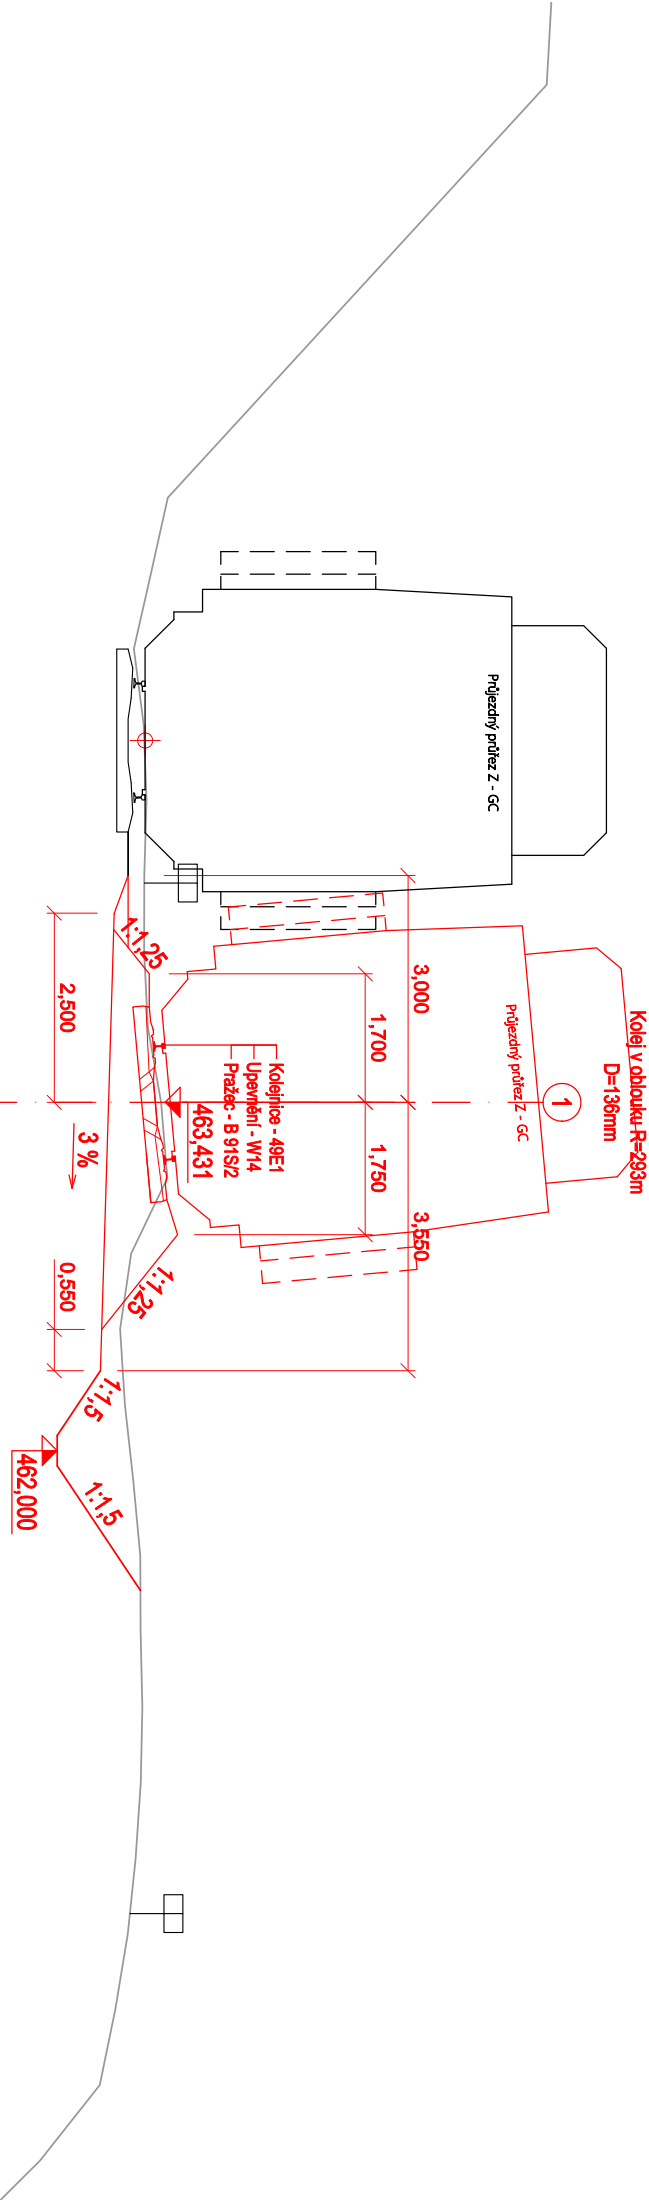 Kolej v oblouku R=293m
D=136mm
1
Průjezdný průřez Z - GC
Průjezdný průřez Z - GC
3,000
3,550
1,700
1,750
Kolejnice - 49E1
Upevnění - W14
Pražec - B 91S/2
463,431
1:1,25
1:1,25
2,500
3 %
0,550
1:1,5
1:1,5
462,000